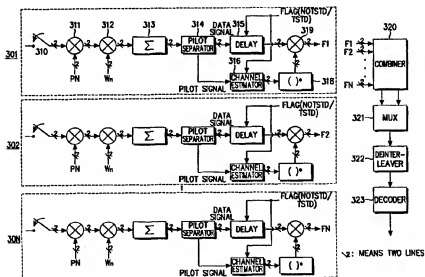 311 312 313 314 DATA SIGNAL 315 FLAG(NOTSTD/TSTD) 319
301 310 Σ PILOT SEPARATOR DELAY F1
316
PN Wn PILOT SIGNAL CHANNEL ESTIMATOR ( )* 318
302 Σ PILOT SEPARATOR DATA SIGNAL DELAY FLAG(NOTSTD/TSTD) F2
PN Wn PILOT SIGNAL CHANNEL ESTIMATOR ( )*
30N Σ PILOT SEPARATOR DATA SIGNAL DELAY FLAG(NOTSTD/TSTD) FN
PN Wn PILOT SIGNAL CHANNEL ESTIMATOR ( )*
320
F1
F2
FN
COMBINER
321 MUX
322 DEINTER-
LEAVER
323 DECODER
2: MEANS TWO LINES